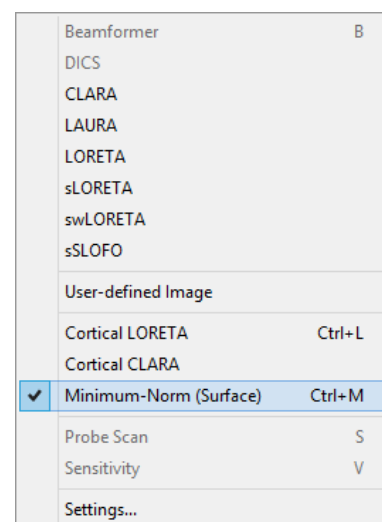 Beamformer B
DICS
CLARA
LAURA
LORETA
sLORETA
swLORETA
sSLOFO
User-defined Image
Cortical LORETA Ctrl+L
Cortical CLARA
Minimum-Norm (Surface) Ctrl+M
Probe Scan S
Sensitivity V
Settings...